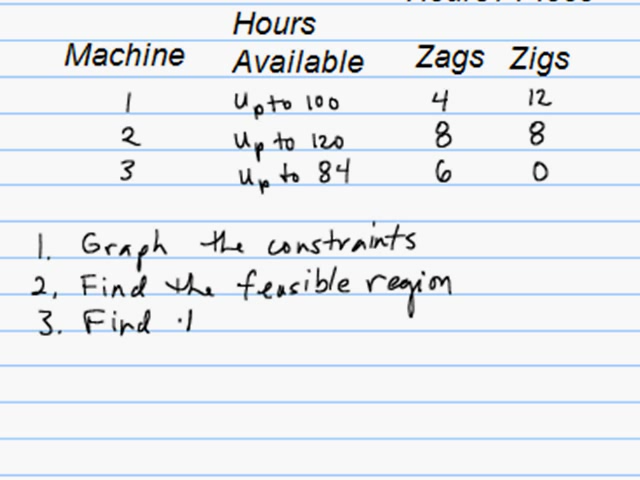 Hours
Machine Available Zags Zigs
1 Up to 100 4 12
2 Up to 120 8 8
3 Up to 84 6 0
1. Graph the constraints
2. Find the feasible region
3. Find